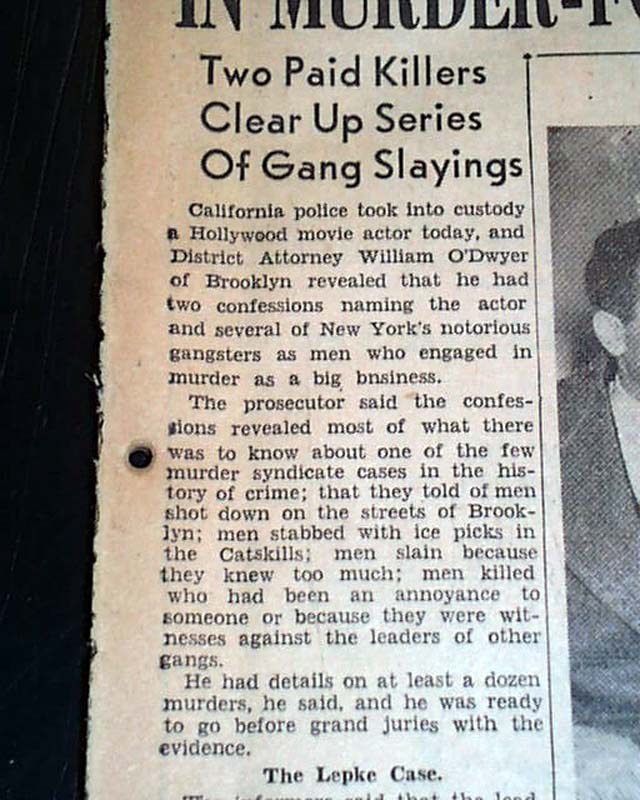 IN MURDER-F
Two Paid Killers
Clear Up Series
Of Gang Slayings
California police took into custody
a Hollywood movie actor today, and
District Attorney William O'Dwyer
of Brooklyn revealed that he had
two confessions naming the actor
and several of New York's notorious
gangsters as men who engaged in
murder as a big bnsiness.
The prosecutor said the confes-
sions revealed most of what there
was to know about one of the few
murder syndicate cases in the his-
tory of crime; that they told of men
shot down on the streets of Brook-
lyn; men stabbed with ice picks in
the Catskills; men slain because
they knew too much; men killed
who had been an annoyance to
someone or because they were wit-
nesses against the leaders of other
gangs.
He had details on at least a dozen
murders, he said, and he was ready
to go before grand juries with the
evidence.
The Lepke Case.
informers said that the lead